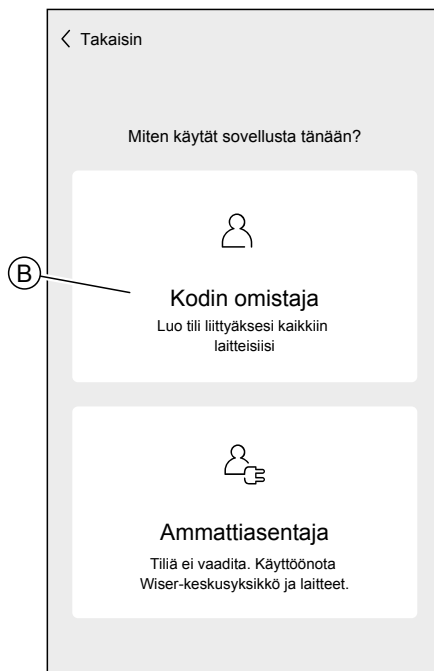 Takaisin
Miten käytät sovellusta tänään?
B
Kodin omistaja
Luo tili liittyäksesi kaikkiin
laitteisiisi
Ammattiasentaja
Tiliä ei vaadita. Käyttöönota
Wiser-keskusyksikkö ja laitteet.